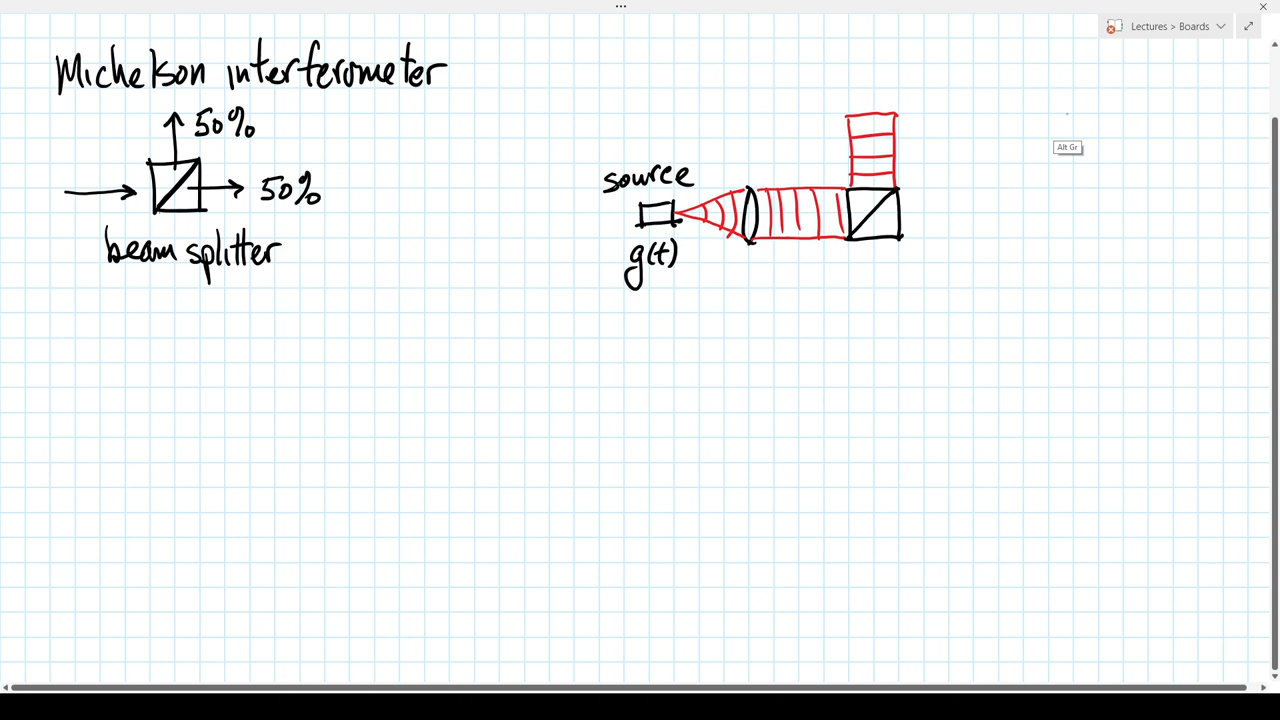 Lectures > Boards
Michelson interferometer
50%
50%
beam splitter
source
g(t)
Alt Gr